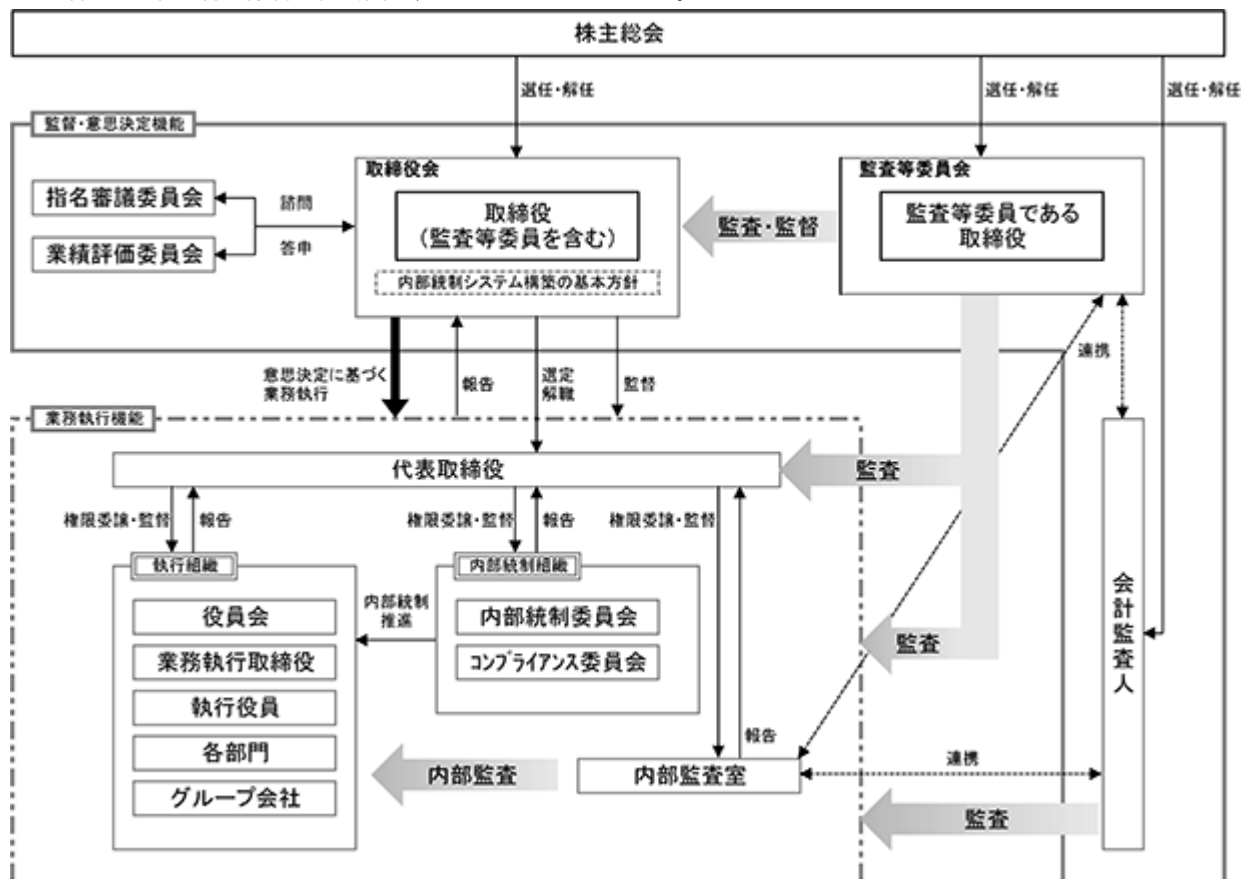 株主総会
選任・解任
選任・解任
選任・解任
監督・意思決定機能
取締役会
監査等委員会
指名審議委員会
業績評価委員会
諮問
答申
取締役
(監査等委員を含む)
内部統制システム構築の基本方針
監査・監督
監査等委員である
取締役
意思決定に基づく
業務執行
報告
選定
解職
監督
連携
業務執行機能
代表取締役
監査
権限委譲・監督
報告
権限委譲・監督
報告
権限委譲・監督
執行組織
内部統制組織
役員会
業務執行取締役
執行役員
各部門
グループ会社
内部統制
推進
内部統制委員会
コンプライアンス委員会
監査
会計監査人
報告
内部監査
内部監査室
連携
監査